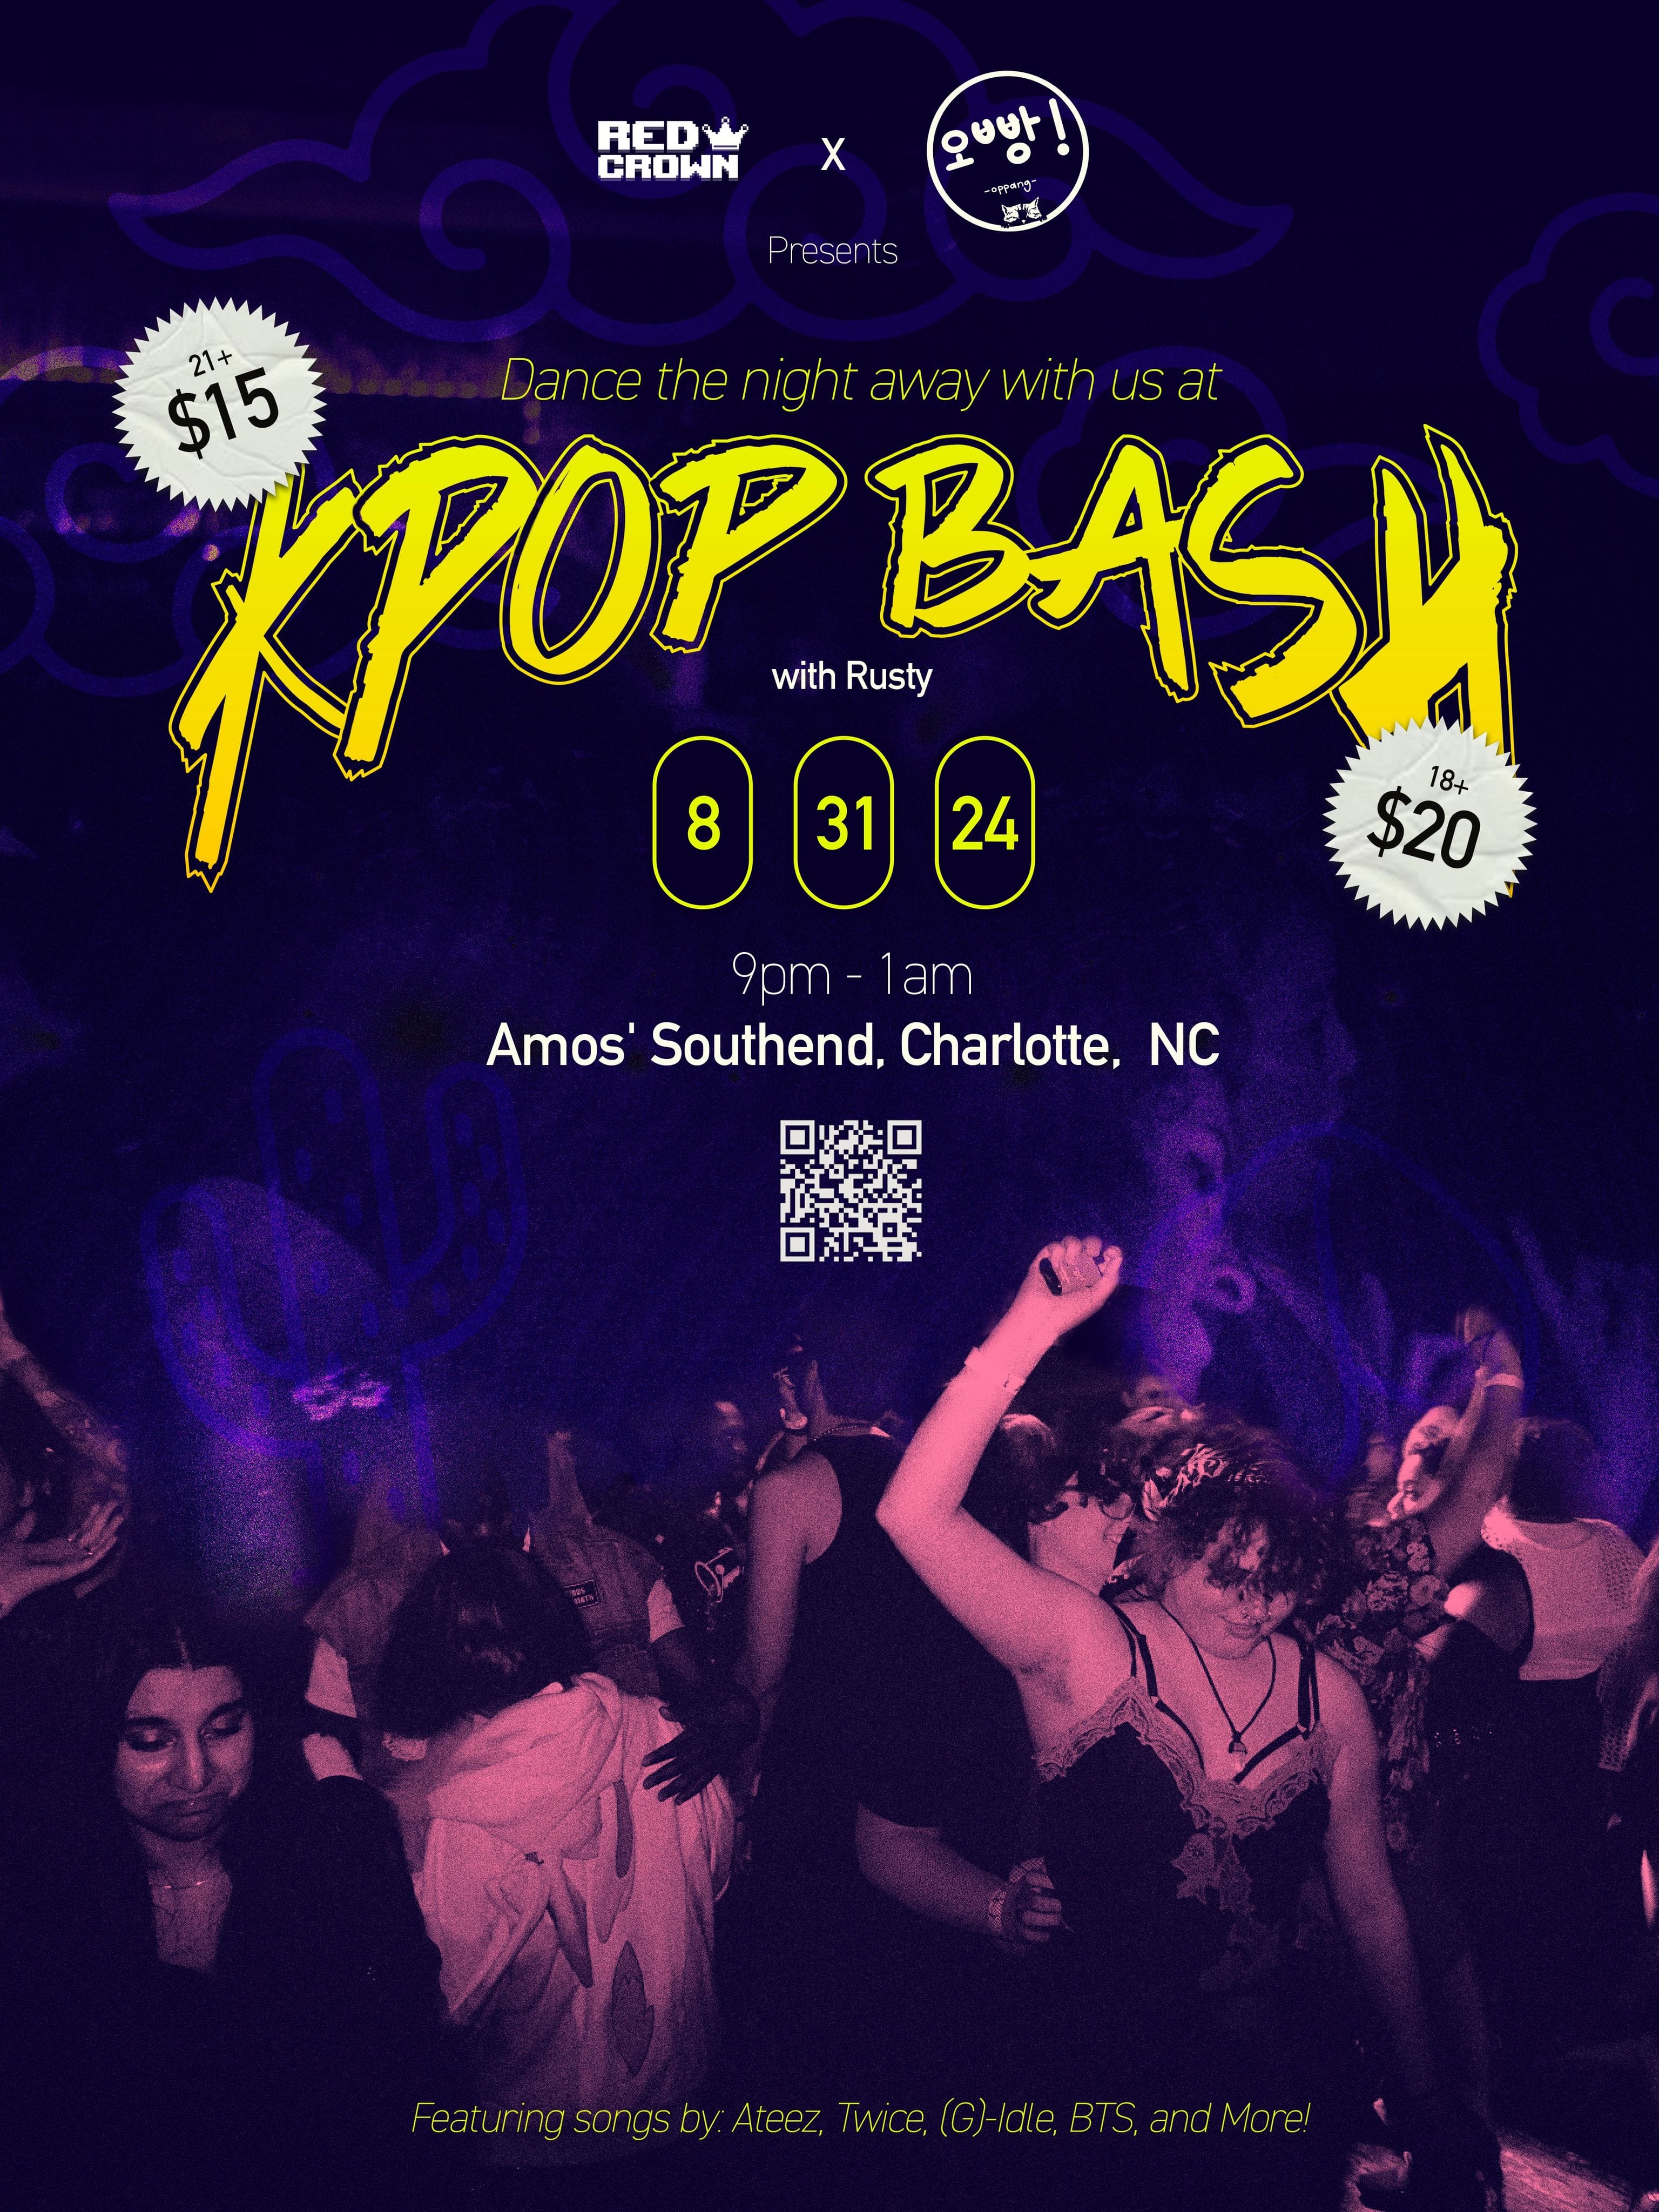 RED
CROWN
X
오빵!
-oppang-
Presents
21+
$15
Dance the night away with us at
KPOP BASH
with Rusty
8 31 24
18+
$20
9pm - 1am
Amos' Southend, Charlotte, NC
Featuring songs by: Ateez, Twice, (G)-Idle, BTS, and More!